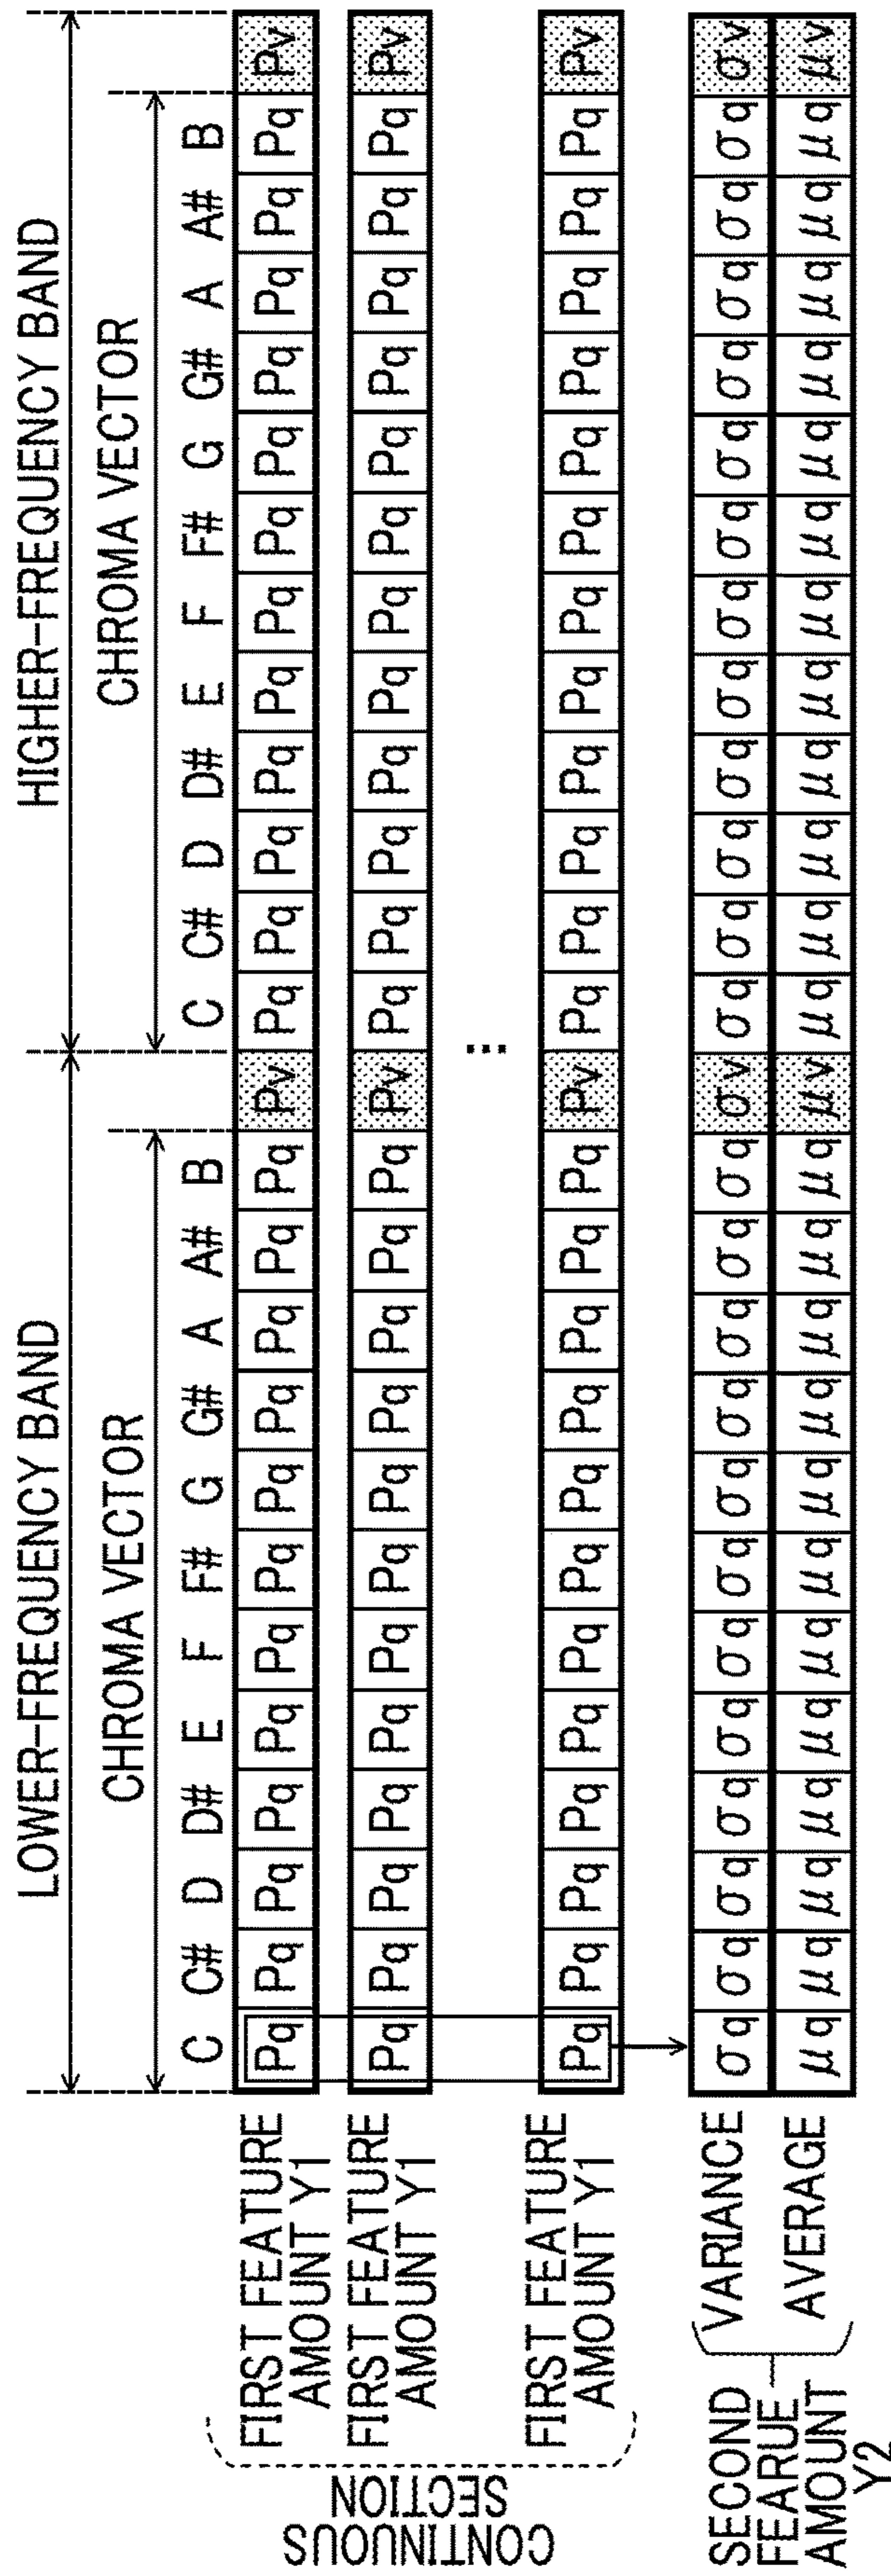 LOWER-FREQUENCY BAND HIGHER-FREQUENCY BAND
CHROMA VECTOR CHROMA VECTOR
C C# D D# E F F# G G# A A# B C C# D D# E F F# G G# A A# B
CONTINUOUS
SECTION
FIRST FEATURE
AMOUNT Y1
Pq Pq Pq Pq Pq Pq Pq Pq Pq Pq Pq Pq Pv Pq Pq Pq Pq Pq Pq Pq Pq Pq Pq Pq Pq Pv
FIRST FEATURE
AMOUNT Y1
Pq Pq Pq Pq Pq Pq Pq Pq Pq Pq Pq Pq Pv Pq Pq Pq Pq Pq Pq Pq Pq Pq Pq Pq Pq Pv
...
FIRST FEATURE
AMOUNT Y1
Pq Pq Pq Pq Pq Pq Pq Pq Pq Pq Pq Pq Pv Pq Pq Pq Pq Pq Pq Pq Pq Pq Pq Pq Pq Pv
SECOND
FEARUE
AMOUNT
Y2
VARIANCE
σq σq σq σq σq σq σq σq σq σq σq σq σv σq σq σq σq σq σq σq σq σq σq σq σq σv
AVERAGE
μq μq μq μq μq μq μq μq μq μq μq μq μv μq μq μq μq μq μq μq μq μq μq μq μq μv